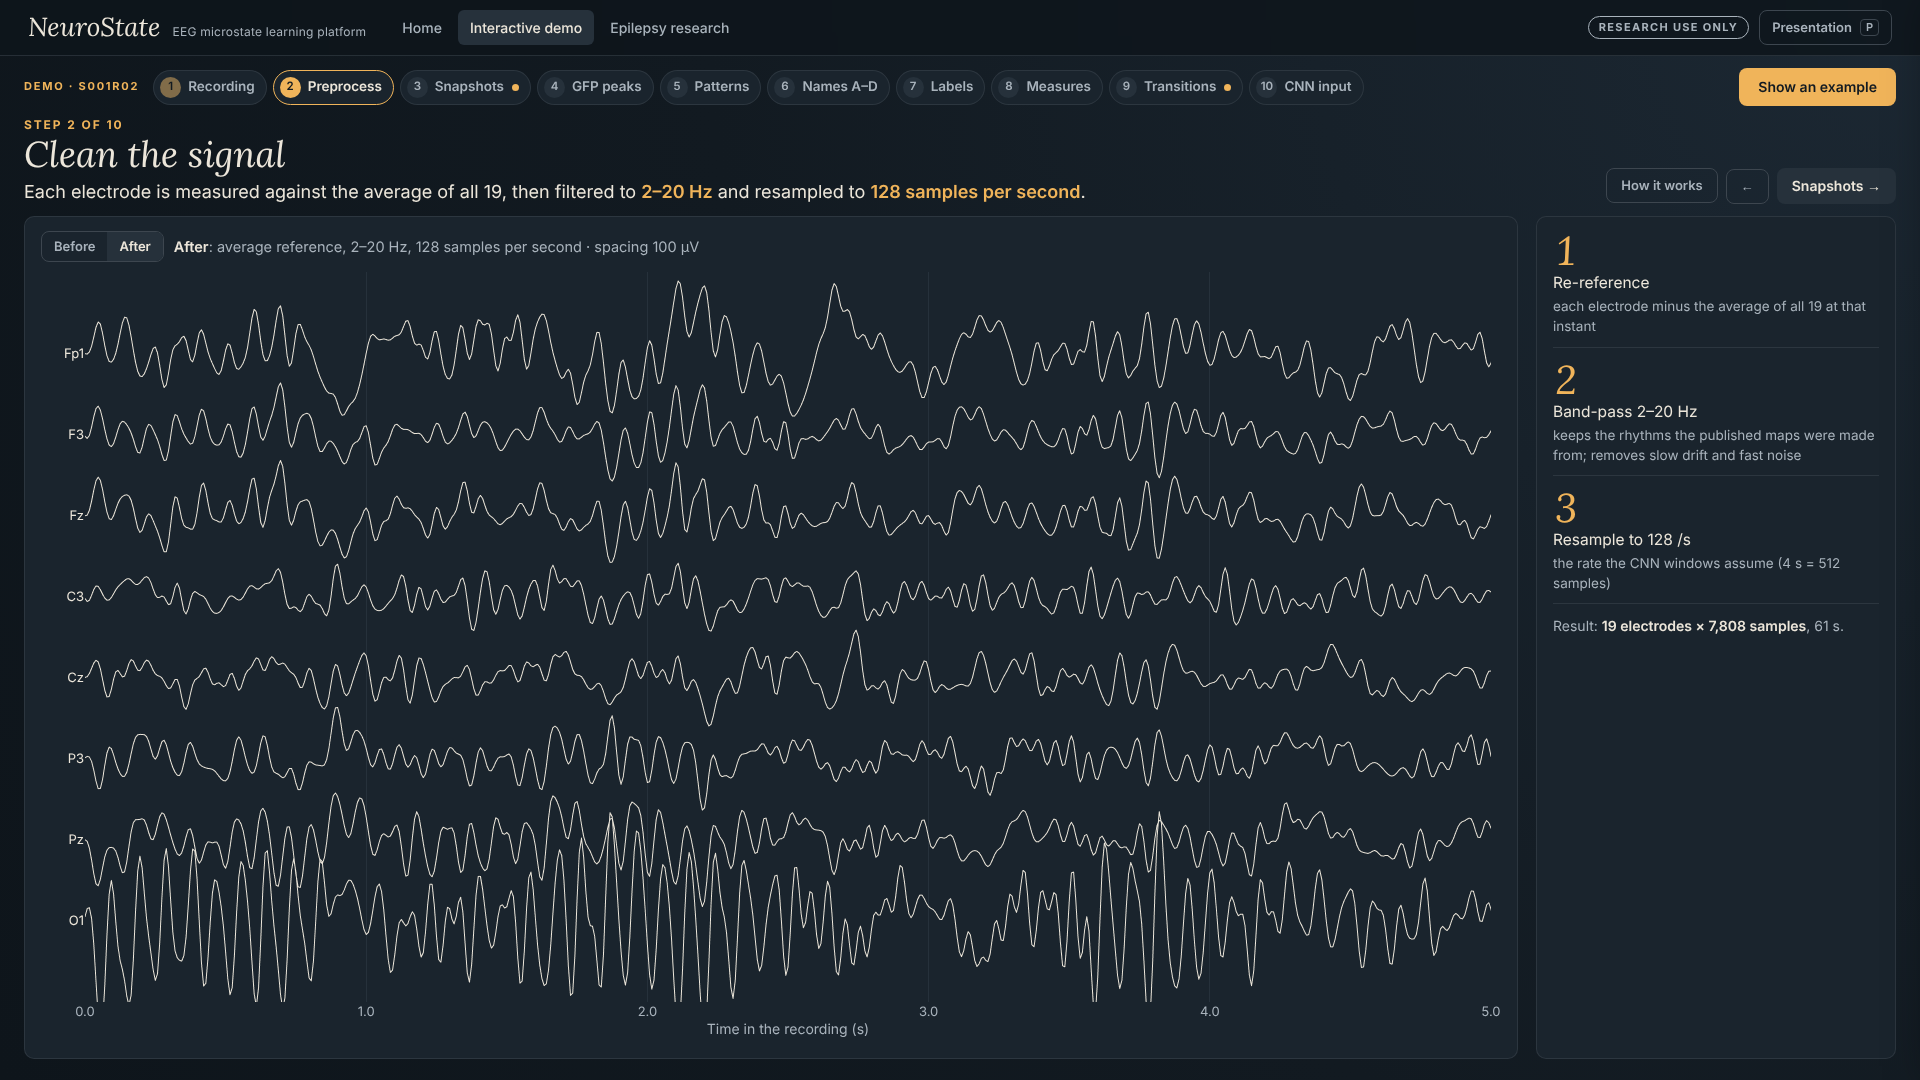 NeuroState EEG microstate learning platform Home Interactive demo Epilepsy research RESEARCH USE ONLY Presentation P
DEMO · S001R02 1 Recording 2 Preprocess 3 Snapshots 4 GFP peaks 5 Patterns 6 Names A–D 7 Labels 8 Measures 9 Transitions 10 CNN input Show an example
STEP 2 OF 10
Clean the signal
Each electrode is measured against the average of all 19, then filtered to 2–20 Hz and resampled to 128 samples per second.
How it works ← Snapshots →
Before After After: average reference, 2–20 Hz, 128 samples per second · spacing 100 µV
Fp1
F3
Fz
C3
Cz
P3
Pz
O1
0.0 1.0 2.0 3.0 4.0 5.0
Time in the recording (s)
1
Re-reference
each electrode minus the average of all 19 at that
instant
2
Band-pass 2–20 Hz
keeps the rhythms the published maps were made
from; removes slow drift and fast noise
3
Resample to 128 /s
the rate the CNN windows assume (4 s = 512
samples)
Result: 19 electrodes × 7,808 samples, 61 s.